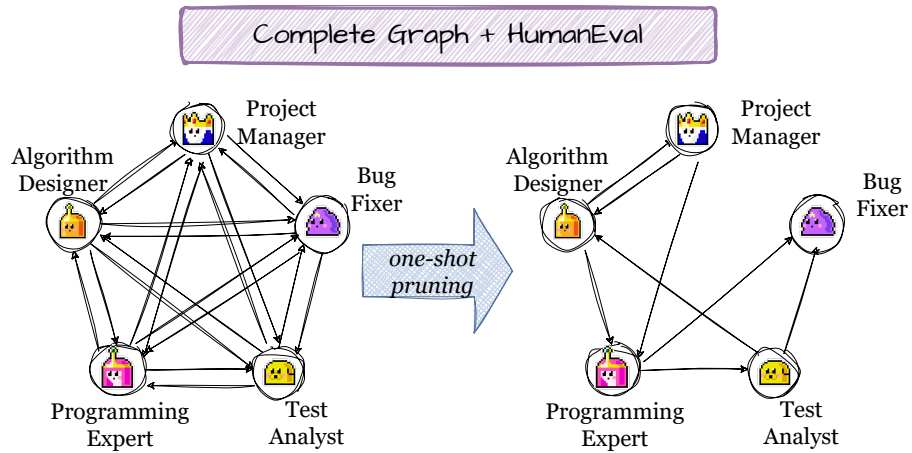 Complete Graph + HumanEval
Project
Manager
Algorithm
Designer
Bug
Fixer
Programming
Expert
Test
Analyst
one-shot
pruning
Project
Manager
Algorithm
Designer
Bug
Fixer
Programming
Expert
Test
Analyst